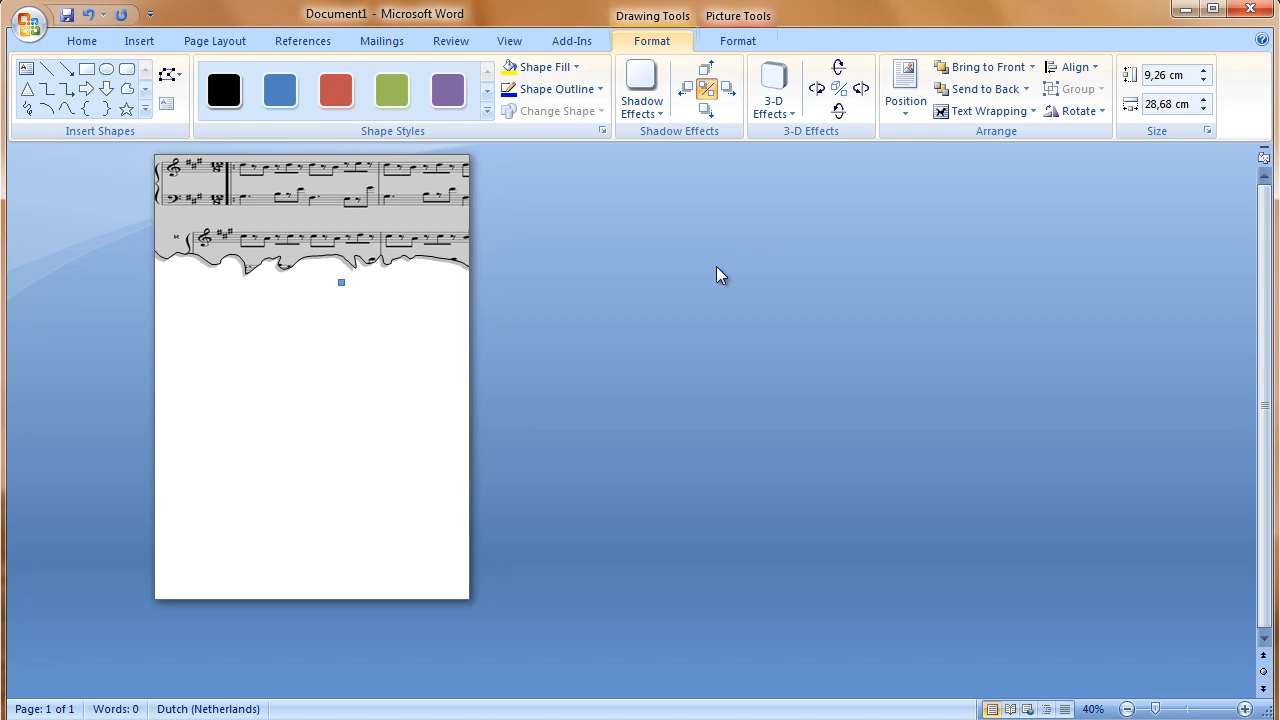 Document1 - Microsoft Word
Drawing Tools
Picture Tools
Home
Insert
Page Layout
References
Mailings
Review
View
Add-Ins
Format
Format
Shape Fill
Shape Outline
Change Shape
Shadow
Effects
3-D
Effects
Position
Bring to Front
Send to Back
Text Wrapping
Align
Group
Rotate
9,26 cm
28,68 cm
Insert Shapes
Shape Styles
Shadow Effects
3-D Effects
Arrange
Size
Page: 1 of 1
Words: 0
Dutch (Netherlands)
40%